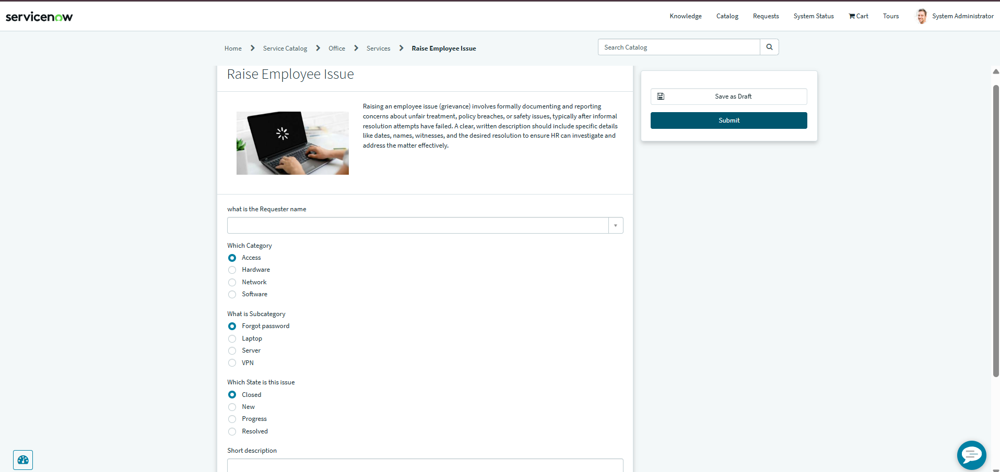 servicenow
Knowledge
Catalog
Requests
System Status
Cart
Tours
System Administrator
Home
Service Catalog
Office
Services
Raise Employee Issue
Search Catalog
Raise Employee Issue
Raising an employee issue (grievance) involves formally documenting and reporting
concerns about unfair treatment, policy breaches, or safety issues, typically after informal
resolution attempts have failed. A clear, written description should include specific details
like dates, names, witnesses, and the desired resolution to ensure HR can investigate and
address the matter effectively.
Save as Draft
Submit
what is the Requester name
Which Category
Access
Hardware
Network
Software
What is Subcategory
Forgot password
Laptop
Server
VPN
Which State is this issue
Closed
New
Progress
Resolved
Short description